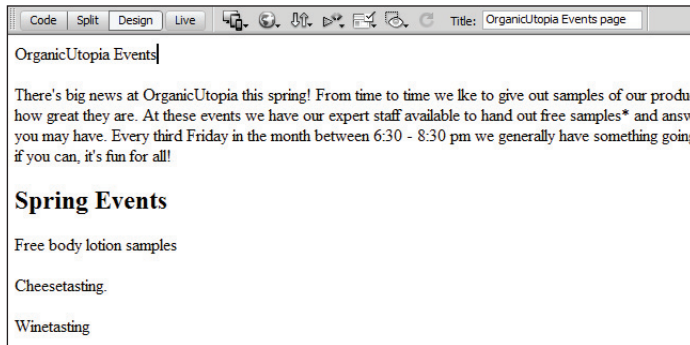 Code Split Design Live Title: OrganicUtopia Events page
OrganicUtopia Events
There's big news at OrganicUtopia this spring! From time to time we lke to give out samples of our produ
how great they are. At these events we have our expert staff available to hand out free samples* and answ
you may have. Every third Friday in the month between 6:30 - 8:30 pm we generally have something going
if you can, it's fun for all!
Spring Events
Free body lotion samples
Cheesetasting.
Winetasting